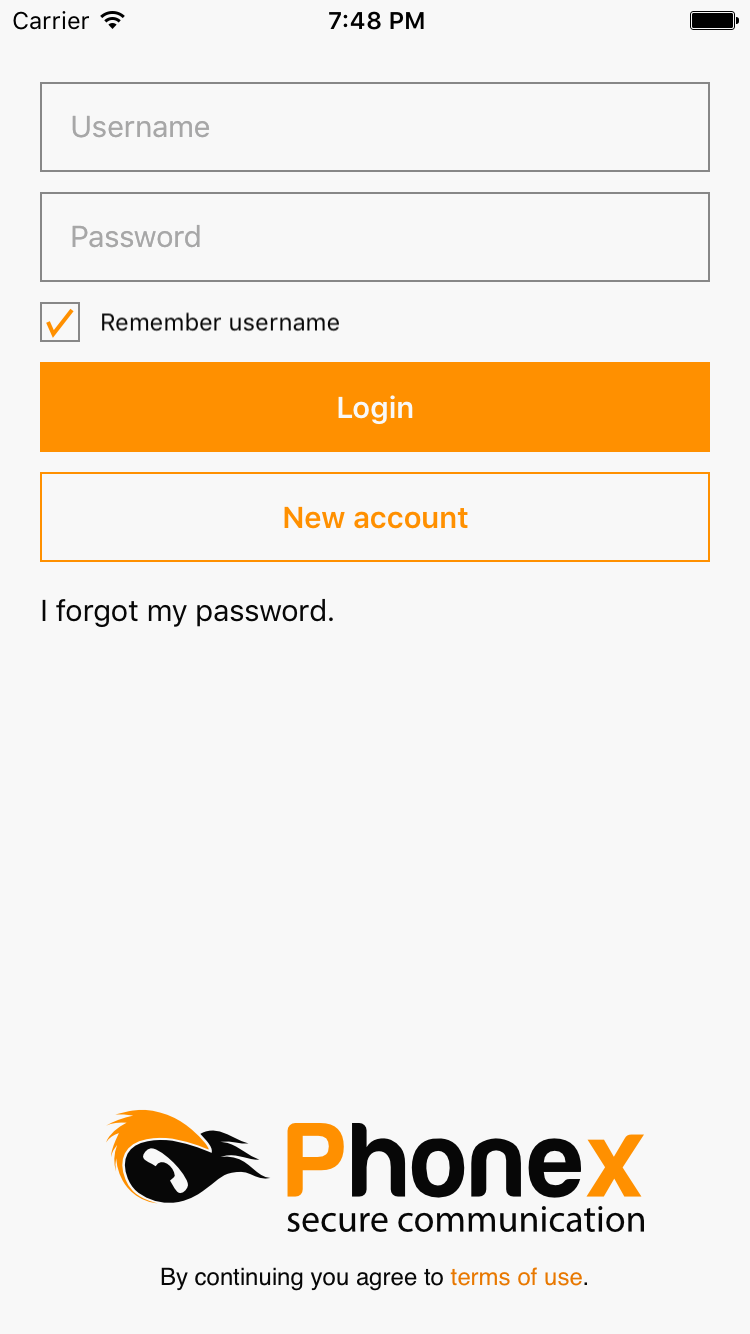 Carrier 7:48 PM
Username
Password
Remember username
Login
New account
I forgot my password.
Phonex
secure communication
By continuing you agree to terms of use.